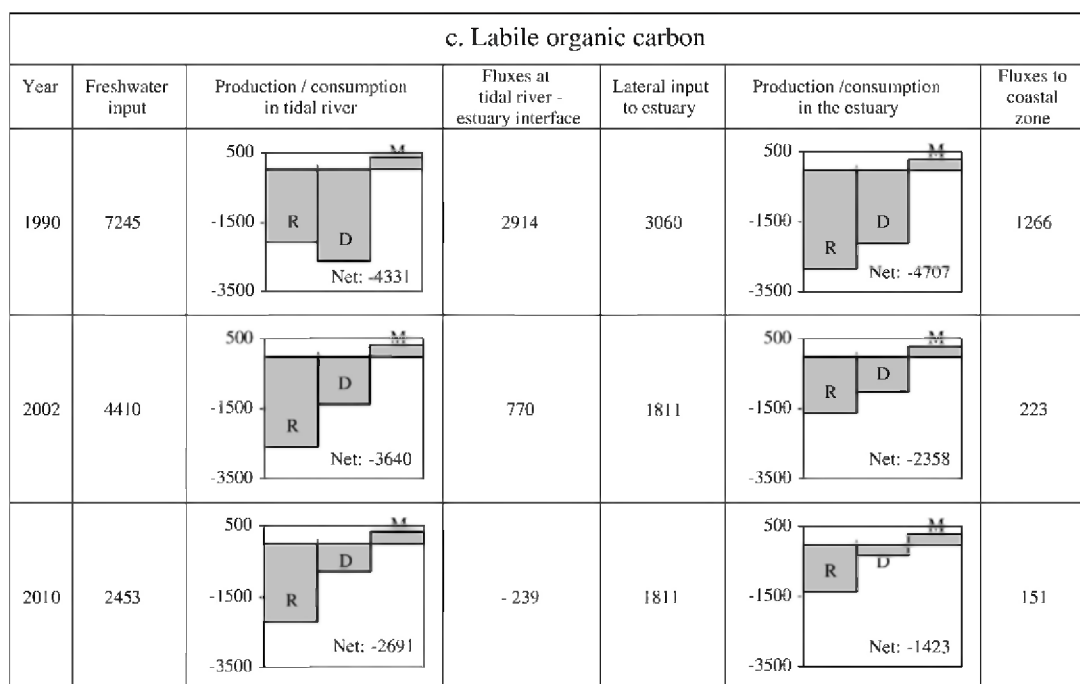 c. Labile organic carbon
Year
Freshwater
input
Production / consumption
in tidal river
Fluxes at
tidal river -
estuary interface
Lateral input
to estuary
Production /consumption
in the estuary
Fluxes to
coastal
zone
1990
7245
500
-1500
-3500
R
D
M
Net: -4331
2914
3060
500
-1500
-3500
R
D
M
Net: -4707
1266
2002
4410
500
-1500
-3500
R
D
M
Net: -3640
770
1811
500
-1500
-3500
R
D
M
Net: -2358
223
2010
2453
500
-1500
-3500
R
D
M
Net: -2691
- 239
1811
500
-1500
-3500
R
D
M
Net: -1423
151